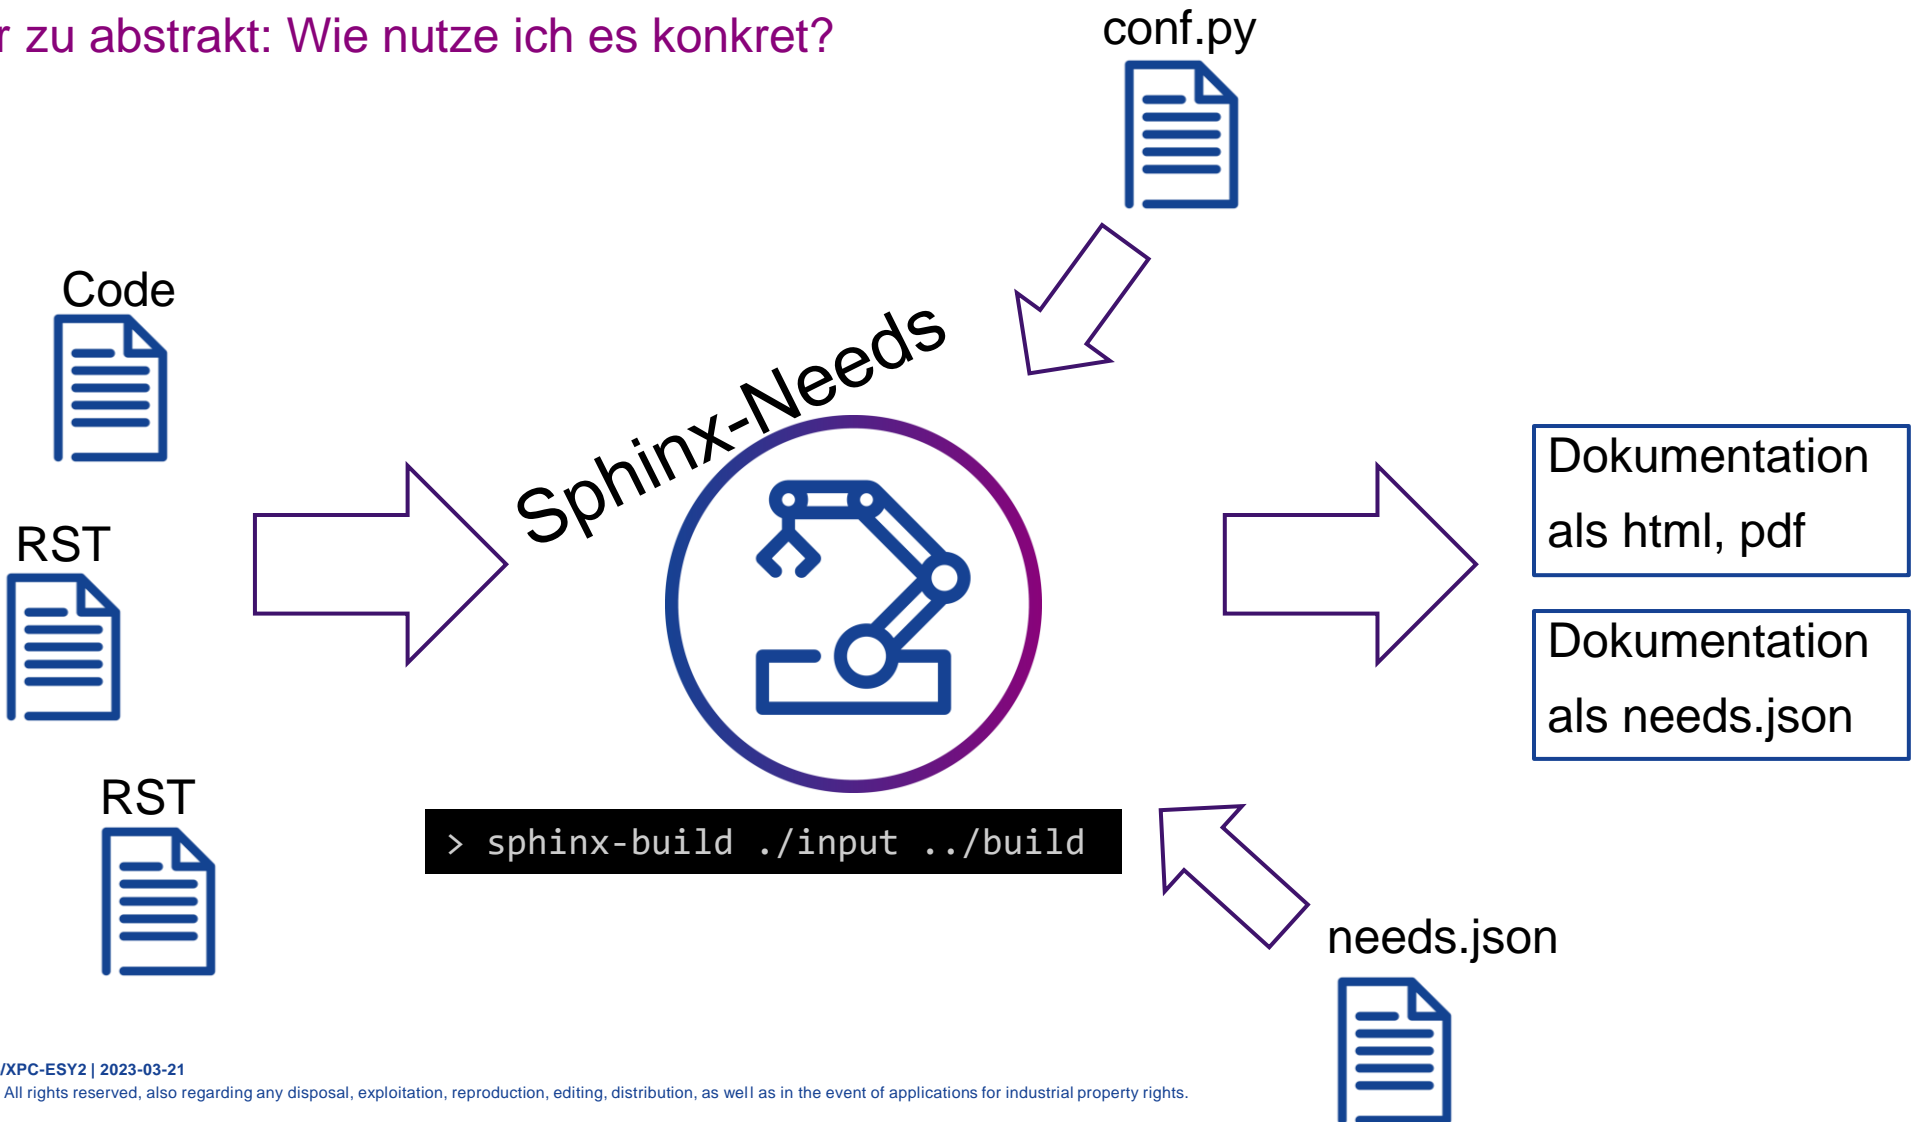 r zu abstrakt: Wie nutze ich es konkret?
conf.py
Code
Sphinx-Needs
RST
Dokumentation
als html, pdf
Dokumentation
als needs.json
RST
> sphinx-build ./input ../build
needs.json
/XPC-ESY2 | 2023-03-21
All rights reserved, also regarding any disposal, exploitation, reproduction, editing, distribution, as well as in the event of applications for industrial property rights.